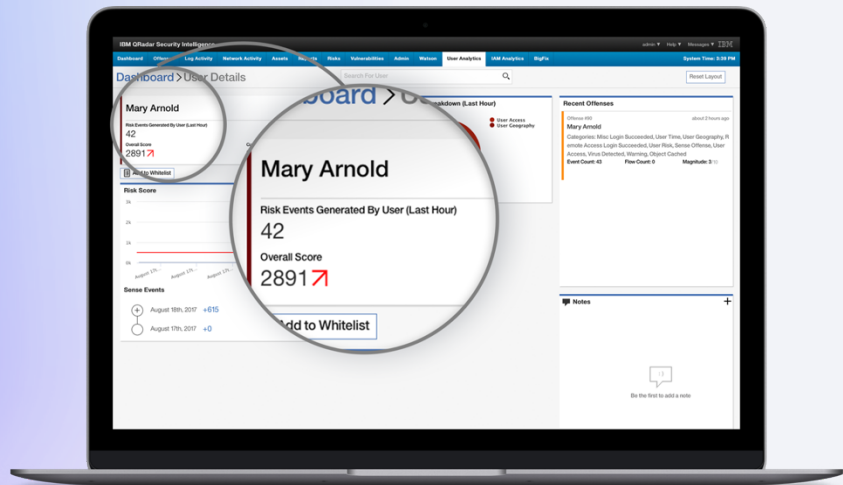 IBM QRadar Security Intelligence
admin ▼ Help ▼ Messages ▼ IBM
Dashboard Offenses Log Activity Network Activity Assets Reports Risks Vulnerabilities Admin Watson User Analytics IAM Analytics BigFix
System Time: 3:39 PM
Dashboard > User Details
Search For User
Reset Layout
Mary Arnold
Risk Events Generated By User (Last Hour)
42
Overall Score
2891
Add to Whitelist
Risk Score
Sense Events
August 18th, 2017 +615
August 17th, 2017 +0
Mary Arnold
Risk Events Generated By User (Last Hour)
42
Overall Score
2891
Add to Whitelist
(Last Hour)
User Access
User Geography
Recent Offenses
about 2 hours ago
Mary Arnold
Categories: Misc Login Succeeded, User Time, User Geography, R
emote Access Login Succeeded, User Risk, Sense Offense, User
Access, Virus Detected, Warning, Object Cached
Event Count: 43 Flow Count: 0 Magnitude: 3/10
Notes
Be the first to add a note